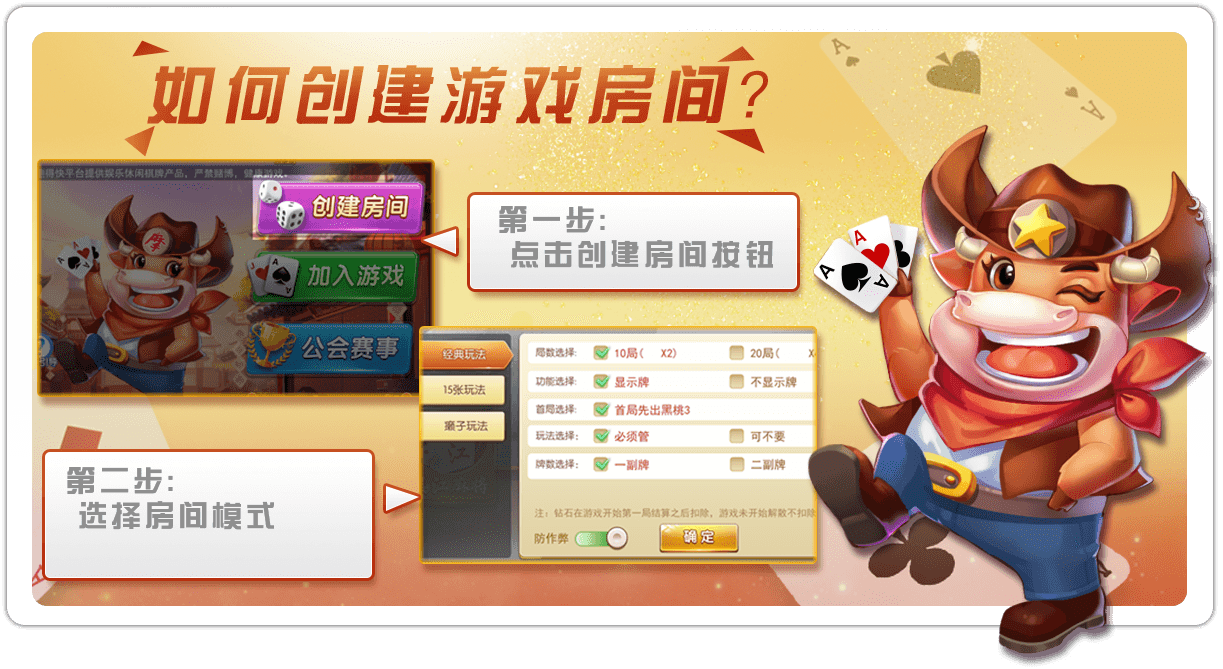 如何创建游戏房间?
得快平台提供娱乐休闲棋牌产品，严禁赌博，健康游戏。
创建房间
加入游戏
公会赛事
第一步:
点击创建房间按钮
经典玩法
15张玩法
癞子玩法
局数选择: 10局( X2) 20局( X
功能选择: 显示牌 不显示牌
首局选择: 首局先出黑桃3
玩法选择: 必须管 可不要
牌数选择: 一副牌 二副牌
注: 钻石在游戏开始第一局结算之后扣除，游戏未开始解散不扣除
防作弊
确定
第二步:
选择房间模式
A
A
A
A
A